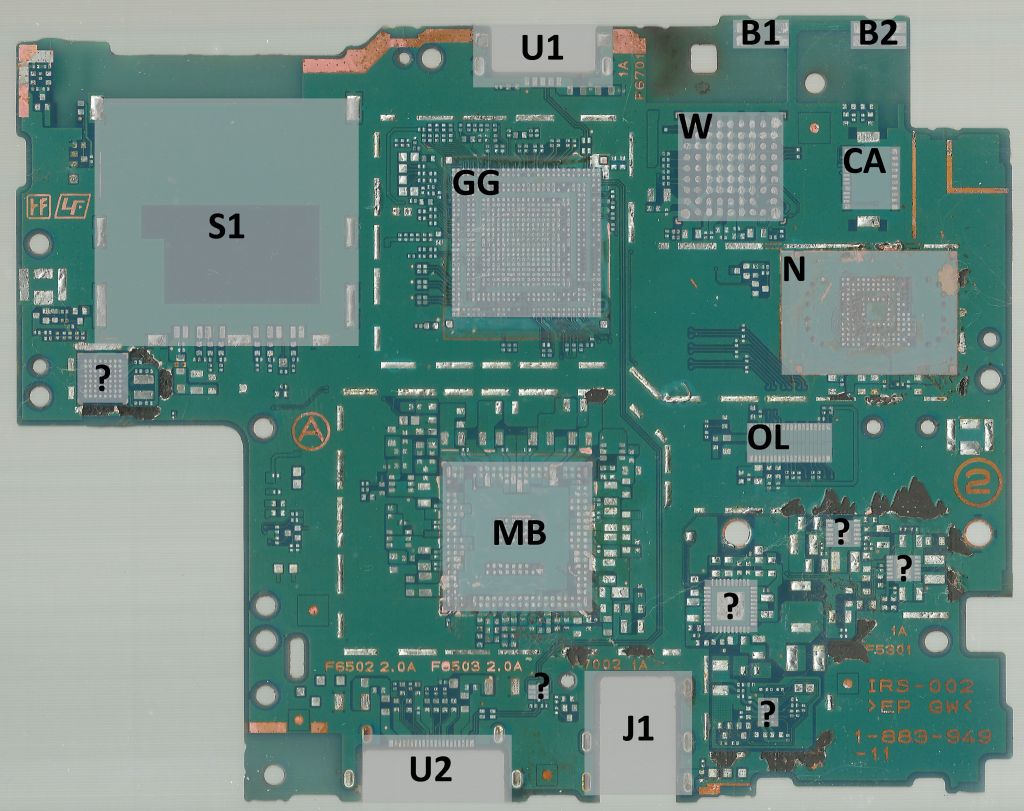 U1
B1
B2
1A
F6701
W
CA
GG
S1
N
?
A
OL
2
MB
?
?
?
1A
F5301
F6502 2.0A F6503 2.0A 7002 1A
?
?
IRS-002
>EP GW<
J1
1-883-949
-11
U2